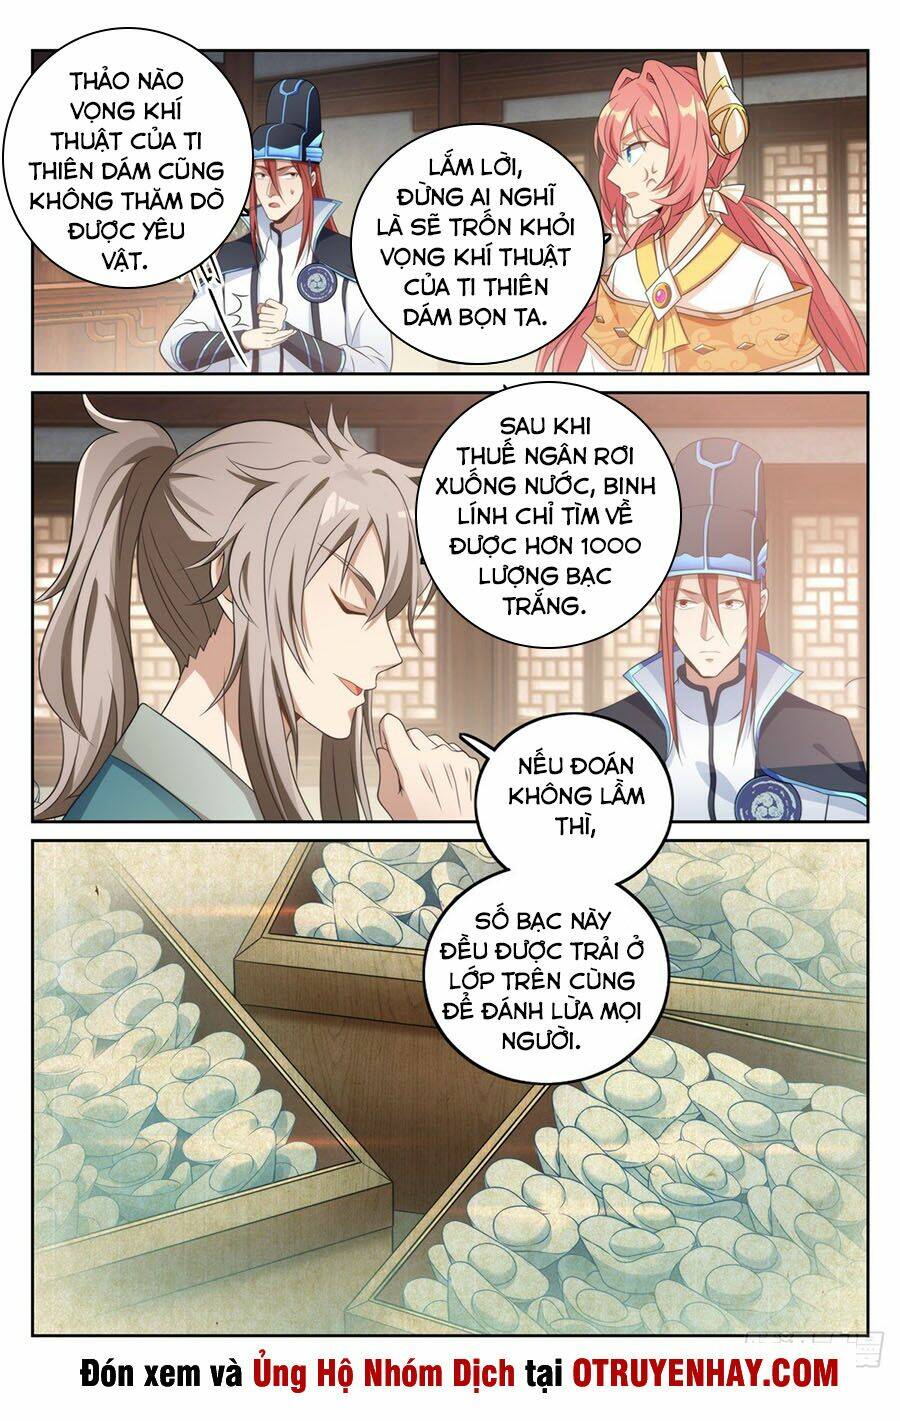 THẢO NÀO
VỌNG KHÍ
THUẬT CỦA TI
THIÊN DÁM CŨNG
KHÔNG THĂM DÒ
ĐƯỢC YÊU
VẬT.
LẮM LỜI,
ĐỪNG AI NGHĨ
LÀ SẼ TRỐN KHỎI
VỌNG KHÍ THUẬT
CỦA TI THIÊN
DÁM BỌN TA.
SAU KHI
THUẾ NGÂN RƠI
XUỐNG NƯỚC, BINH
LÍNH CHỈ TÌM VỀ
ĐƯỢC HƠN 1000
LƯỢNG BẠC
TRẮNG.
NẾU ĐOÁN
KHÔNG LẦM
THÌ,
SỐ BẠC NÀY
ĐỀU ĐƯỢC TRẢI Ở
LỚP TRÊN CÙNG
ĐỂ ĐÁNH LỪA MỌI
NGƯỜI.
Đón xem và Ủng Hộ Nhóm Dịch tại OTRUYENHAY.COM